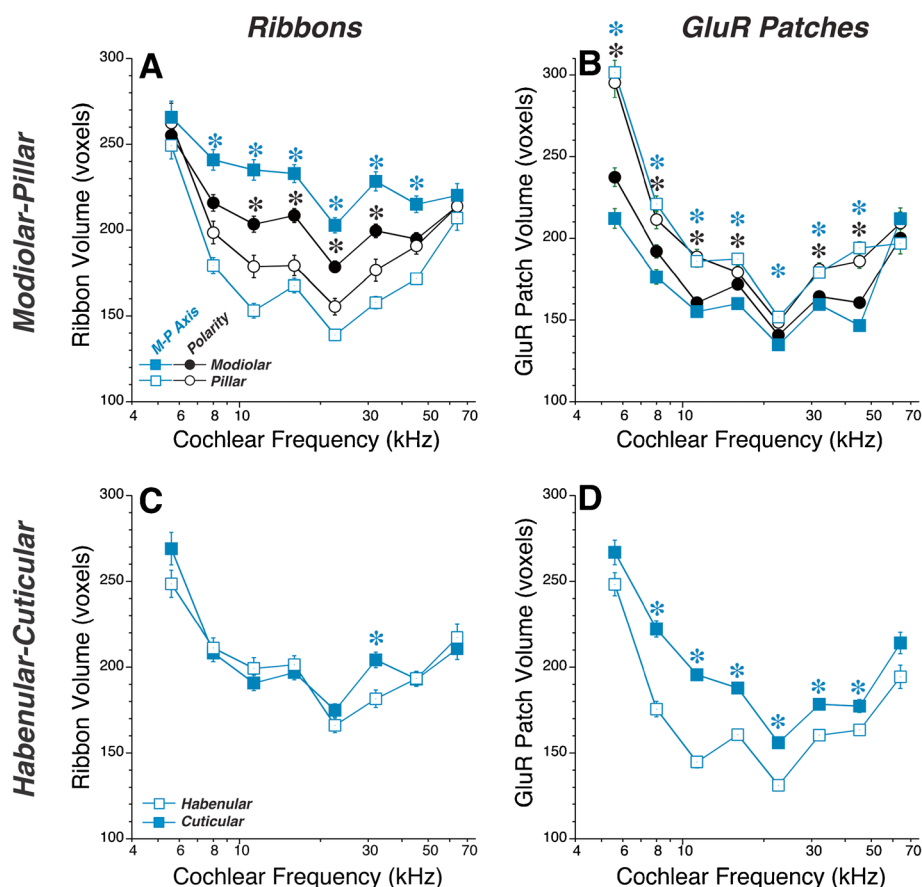 Ribbons
GluR Patches
Modiolar-Pillar
A
Ribbon Volume (voxels)
300
250
200
150
100
* * * * * *
* * * *
M-P Axis
Polarity
Modiolar
Pillar
4 6 8 10 30 50 70
Cochlear Frequency (kHz)
B
GluR Patch Volume (voxels)
300
250
200
150
100
* * * * * * *
* * * * * *
4 6 8 10 30 50 70
Cochlear Frequency (kHz)
Habenular-Cuticular
C
Ribbon Volume (voxels)
300
250
200
150
100
*
Habenular
Cuticular
4 6 8 10 30 50 70
Cochlear Frequency (kHz)
D
GluR Patch Volume (voxels)
300
250
200
150
100
* * * * * *
4 6 8 10 30 50 70
Cochlear Frequency (kHz)